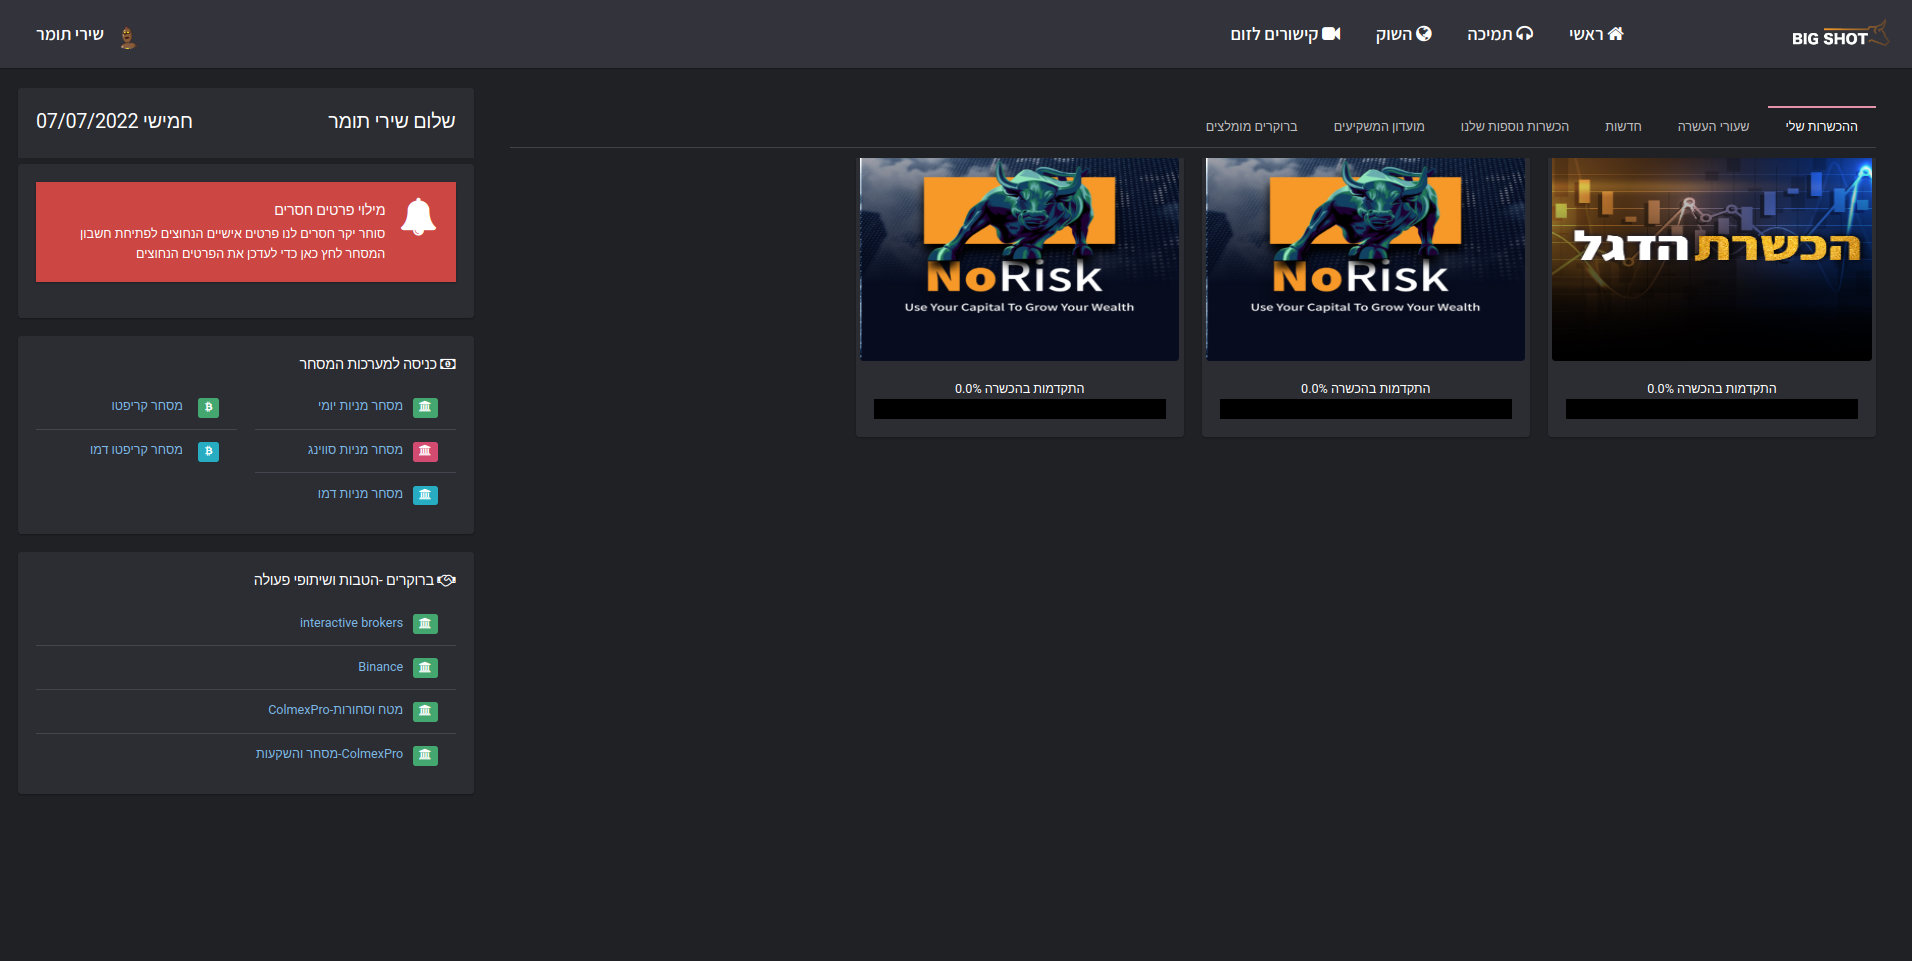 BIG SHOT
ראשי
תמיכה
השוק
קישורים לזום
שירי תומר
ההכשרות שלי
שעורי העשרה
חדשות
הכשרות נוספות שלנו
מועדון המשקיעים
ברוקרים מומלצים
הכשרת הדגל
התקדמות בהכשרה 0.0%
NoRisk
Use Your Capital To Grow Your Wealth
התקדמות בהכשרה 0.0%
NoRisk
Use Your Capital To Grow Your Wealth
התקדמות בהכשרה 0.0%
שלום שירי תומר
חמישי 07/07/2022
מילוי פרטים חסרים
סוחר יקר חסרים לנו פרטים אישיים הנחוצים לפתיחת חשבון
המסחר לחץ כאן כדי לעדכן את הפרטים הנחוצים
כניסה למערכות המסחר
מסחר מניות יומי
מסחר קריפטו
מסחר מניות סווינג
מסחר קריפטו דמו
מסחר מניות דמו
ברוקרים -הטבות ושיתופי פעולה
interactive brokers
Binance
מטח וסחורות-ColmexPro
ColmexPro-מסחר והשקעות